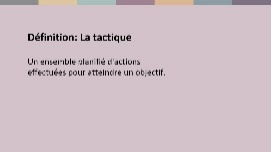 Définition: La tactique
Un ensemble planifié d'actions
effectuées pour atteindre un objectif.